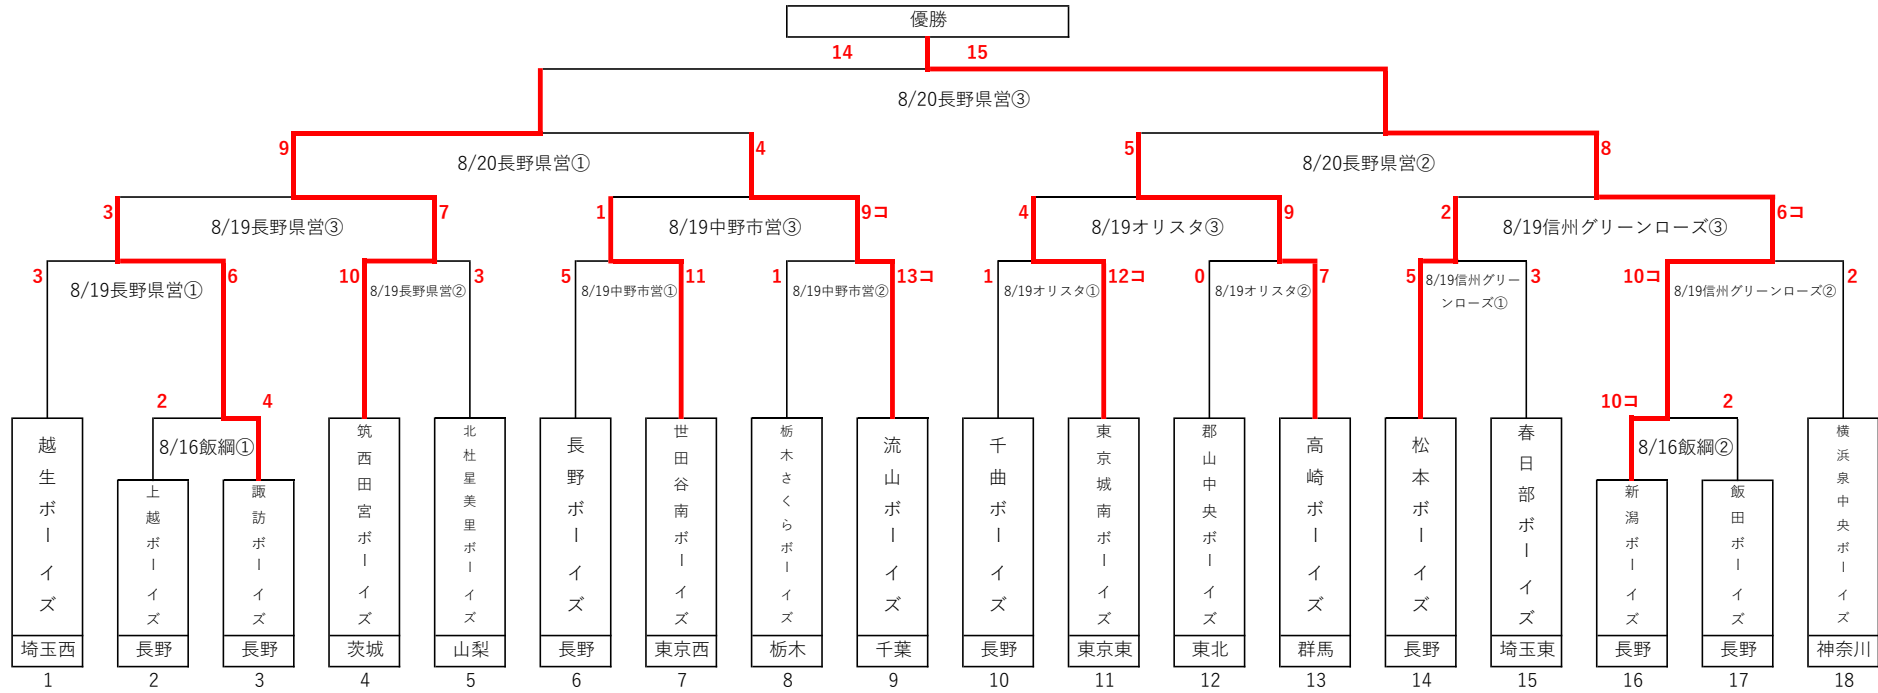 優勝
14 15
8/20長野県営③
9 8/20長野県営① 4 5 8/20長野県営② 8
3 8/19長野県営③ 7 1 8/19中野市営③ 9コ 4 8/19オリスタ③ 9 2 8/19信州グリーンローズ③ 6コ
3 8/19長野県営① 6 10 8/19長野県営② 3 5 8/19中野市営① 11 1 8/19中野市営② 13コ 1 8/19オリスタ① 12コ 0 8/19オリスタ② 7 5 8/19信州グリー
ンローズ① 3 10コ 8/19信州グリーンローズ② 2
2 8/16飯綱① 4 10コ 8/16飯綱② 2
越生ボーイズ
上越ボーイズ
諏訪ボーイズ
筑西田宮ボーイズ
北杜星美里ボーイズ
長野ボーイズ
世田谷南ボーイズ
栃木さくらボーイズ
流山ボーイズ
千曲ボーイズ
東京城南ボーイズ
郡山中央ボーイズ
高崎ボーイズ
松本ボーイズ
春日部ボーイズ
新潟ボーイズ
飯田ボーイズ
横浜泉中央ボーイズ
埼玉西 長野 長野 茨城 山梨 長野 東京西 栃木 千葉 長野 東京東 東北 群馬 長野 埼玉東 長野 長野 神奈川
1 2 3 4 5 6 7 8 9 10 11 12 13 14 15 16 17 18